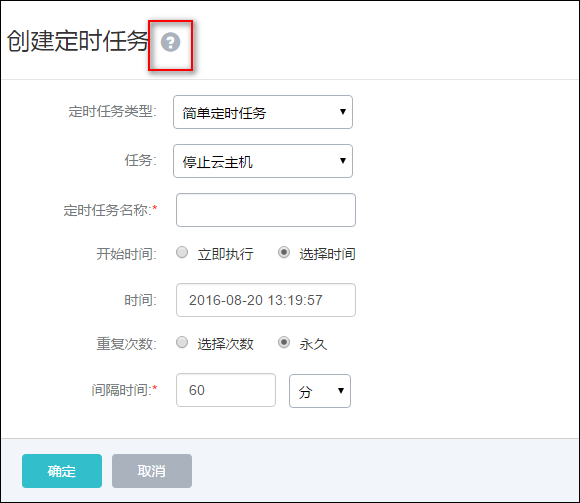 创建定时任务 ?
定时任务类型: 简单定时任务
任务: 停止云主机
定时任务名称:*
开始时间: 立即执行 选择时间
时间: 2016-08-20 13:19:57
重复次数: 选择次数 永久
间隔时间:* 60 分
确定 取消